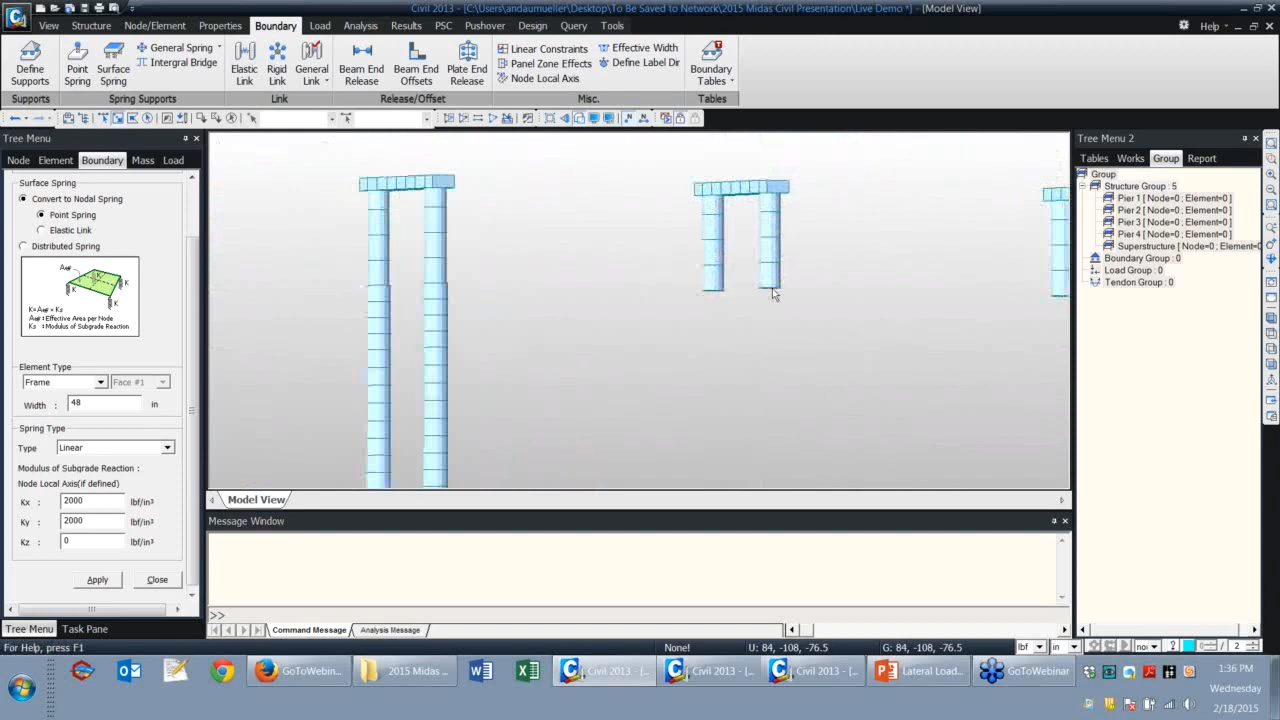 Civil 2013 - [C:\Users\andaumueller\Desktop\To Be Saved to Network\2015 Midas Civil Presentation\Live Demo *] - [Model View]
View Structure Node/Element Properties Boundary Load Analysis Results PSC Pushover Design Query Tools Help
Define Supports
Point Spring
Surface Spring
General Spring
Intergral Bridge
Elastic Link
Rigid Link
General Link
Beam End Release
Beam End Offsets
Plate End Release
Linear Constraints
Panel Zone Effects
Node Local Axis
Effective Width
Define Label Dir
Boundary Tables
Supports Spring Supports Link Release/Offset Misc. Tables
Tree Menu
Node Element Boundary Mass Load
Surface Spring
Convert to Nodal Spring
Point Spring
Elastic Link
Distributed Spring
K=Aeff x Ks
Aeff : Effective Area per Node
Ks : Modulus of Subgrade Reaction
Element Type
Frame Face #1
Width : 48 in
Spring Type
Type Linear
Modulus of Subgrade Reaction :
Node Local Axis(if defined)
Kx : 2000 lbf/in³
Ky : 2000 lbf/in³
Kz : 0 lbf/in³
Apply Close
Tree Menu Task Pane
Model View
Message Window
>>
Command Message Analysis Message
Tree Menu 2
Tables Works Group Report
Group
Structure Group : 5
Pier 1 [ Node=0 ; Element=0 ]
Pier 2 [ Node=0 ; Element=0 ]
Pier 3 [ Node=0 ; Element=0 ]
Pier 4 [ Node=0 ; Element=0 ]
Superstructure [ Node=0 ; Element=0
Boundary Group : 0
Load Group : 0
Tendon Group : 0
For Help, press F1 None! U: 84, -108, -76.5 G: 84, -108, -76.5 lbf in nor / 2
GoToWebin... 2015 Midas ... Civil 2013 - [... Civil 2013 - [... Civil 2013 - [... Lateral Load... GoToWebinar
1:36 PM
Wednesday
2/18/2015